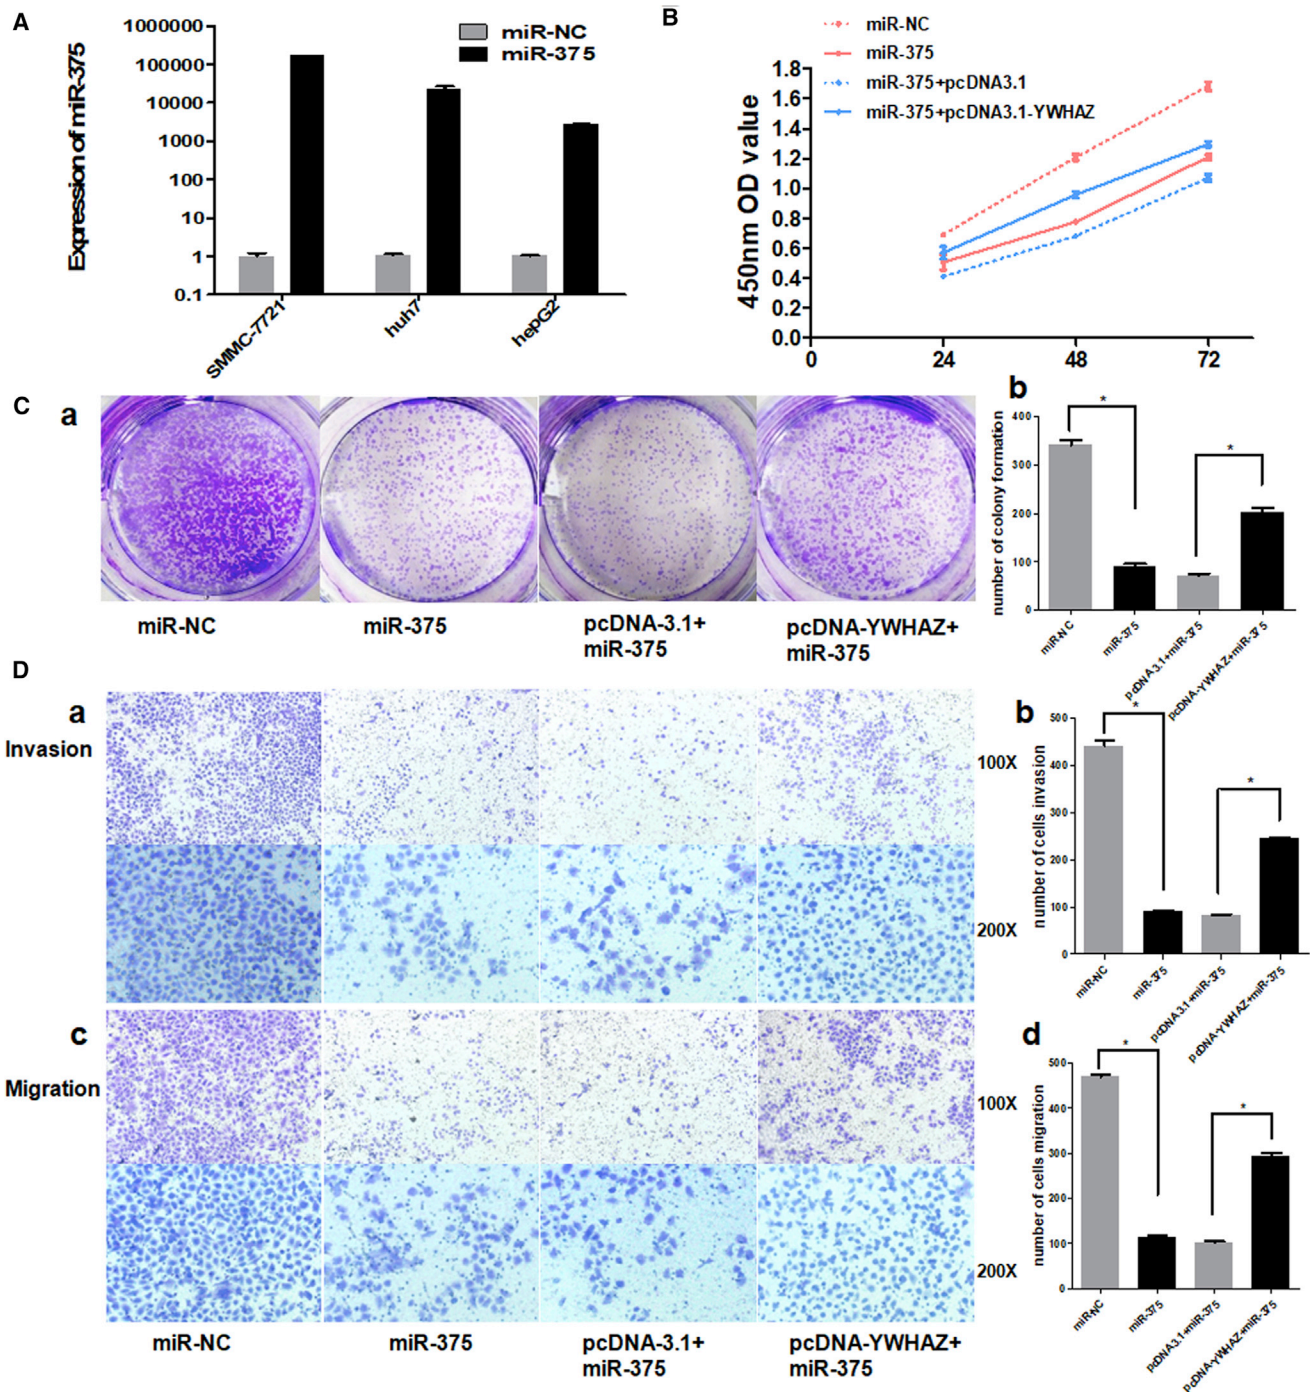 A
Expression of miR-375
1000000
100000
10000
1000
100
10
1
0.1
miR-NC
miR-375
SMMC-7721
huh7
hepG2
B
miR-NC
miR-375
miR-375+pcDNA3.1
miR-375+pcDNA3.1-YWHAZ
450nm OD value
1.8
1.6
1.4
1.2
1.0
0.8
0.6
0.4
0.2
0.0
0
24
48
72
C
a
miR-NC
miR-375
pcDNA-3.1+
miR-375
pcDNA-YWHAZ+
miR-375
b
number of colony formation
400
300
200
100
0
*
*
miR-NC
miR-375
pcDNA3.1+miR-375
pcDNA-YWHAZ+miR-375
D
a
Invasion
100X
200X
b
number of cells invasion
500
400
300
200
100
0
*
*
miR-NC
miR-375
pcDNA3.1+miR-375
pcDNA-YWHAZ+miR-375
c
Migration
100X
200X
miR-NC
miR-375
pcDNA-3.1+
miR-375
pcDNA-YWHAZ+
miR-375
d
number of cells migration
500
400
300
200
100
0
*
*
miR-NC
miR-375
pcDNA3.1+miR-375
pcDNA-YWHAZ+miR-375